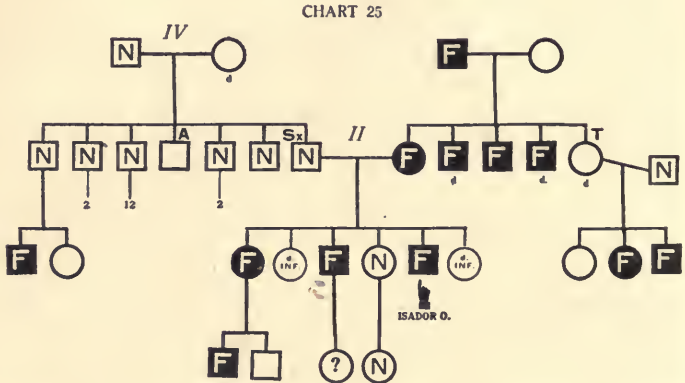 CHART 25
IV
N
d
F
A
Sx
II
T
N N N N N N F F F F N
d d d
2 12 2
F F N F F F
d. INF. d. INF.
ISADOR O.
F ? N